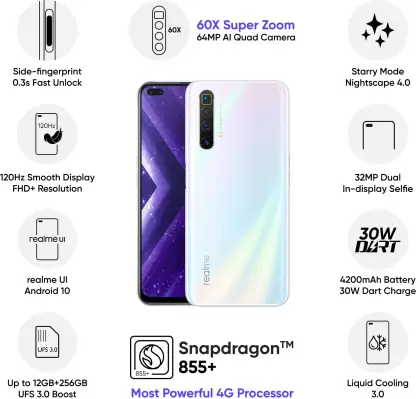 60X
60X Super Zoom
64MP AI Quad Camera
Side-fingerprint
0.3s Fast Unlock
Starry Mode
Nightscape 4.0
120Hz
120Hz Smooth Display
FHD+ Resolution
32MP Dual
In-display Selfie
realme
realme UI
realme UI
Android 10
30W
DART
4200mAh Battery
30W Dart Charge
UFS 3.0
Up to 12GB+256GB
UFS 3.0 Boost
855+
Snapdragon™
855+
Most Powerful 4G Processor
Liquid Cooling
3.0